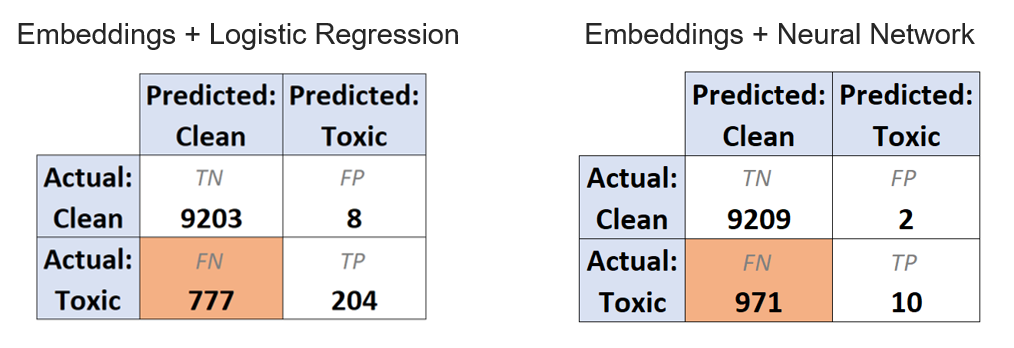 Embeddings + Logistic Regression
Predicted: Predicted:
Clean Toxic
Actual: TN FP
Clean 9203 8
Actual: FN TP
Toxic 777 204
Embeddings + Neural Network
Predicted: Predicted:
Clean Toxic
Actual: TN FP
Clean 9209 2
Actual: FN TP
Toxic 971 10